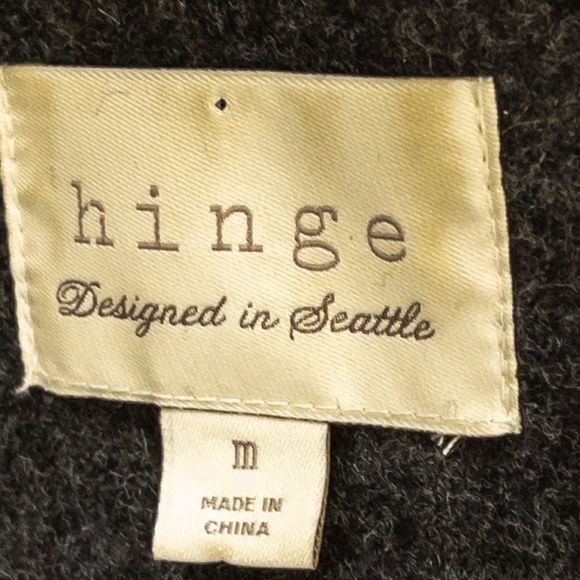 hinge
Designed in Seattle
m
MADE IN
CHINA